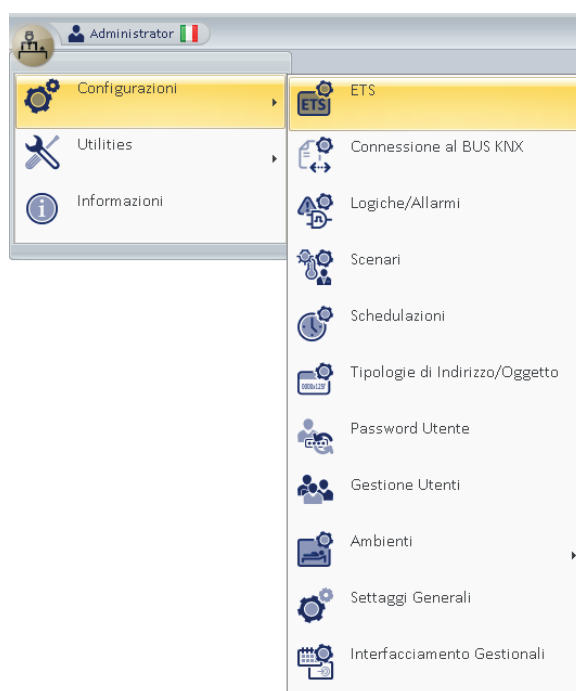 Administrator
Configurazioni
Utilities
Informazioni
ETS
ETS
Connessione al BUS KNX
Logiche/Allarmi
Scenari
Schedulazioni
Tipologie di Indirizzo/Oggetto
Password Utente
Gestione Utenti
Ambienti
Settaggi Generali
Interfacciamento Gestionali